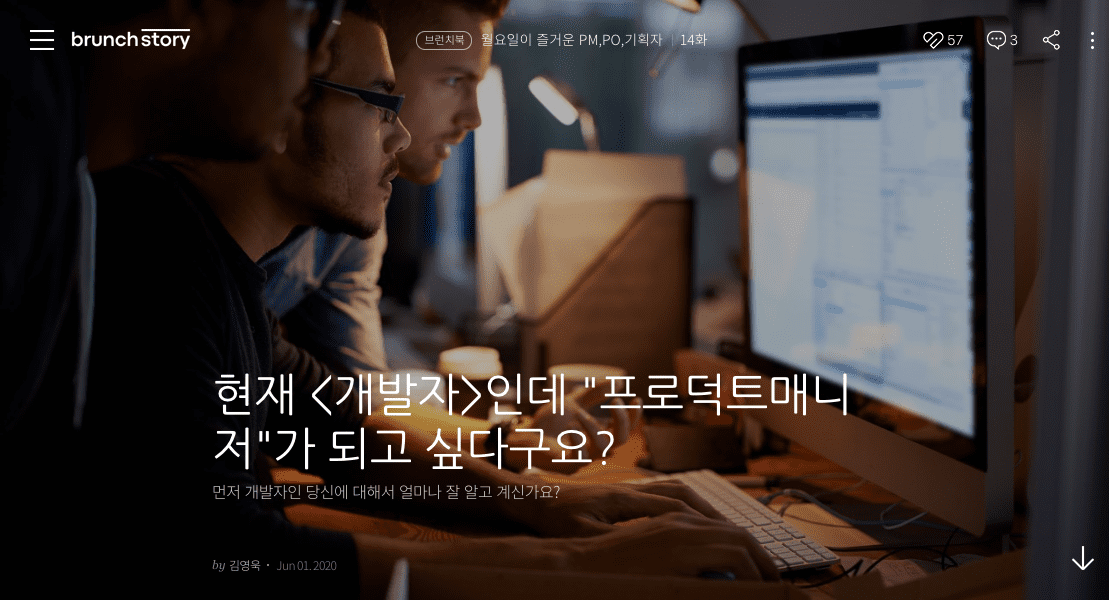 brunch story
브런치북 월요일이 즐거운 PM,PO,기획자 14화
57
3
현재 <개발자>인데 "프로덕트매니
저"가 되고 싶다구요?
먼저 개발자인 당신에 대해서 얼마나 잘 알고 계신가요?
by 김영욱 · Jun 01. 2020